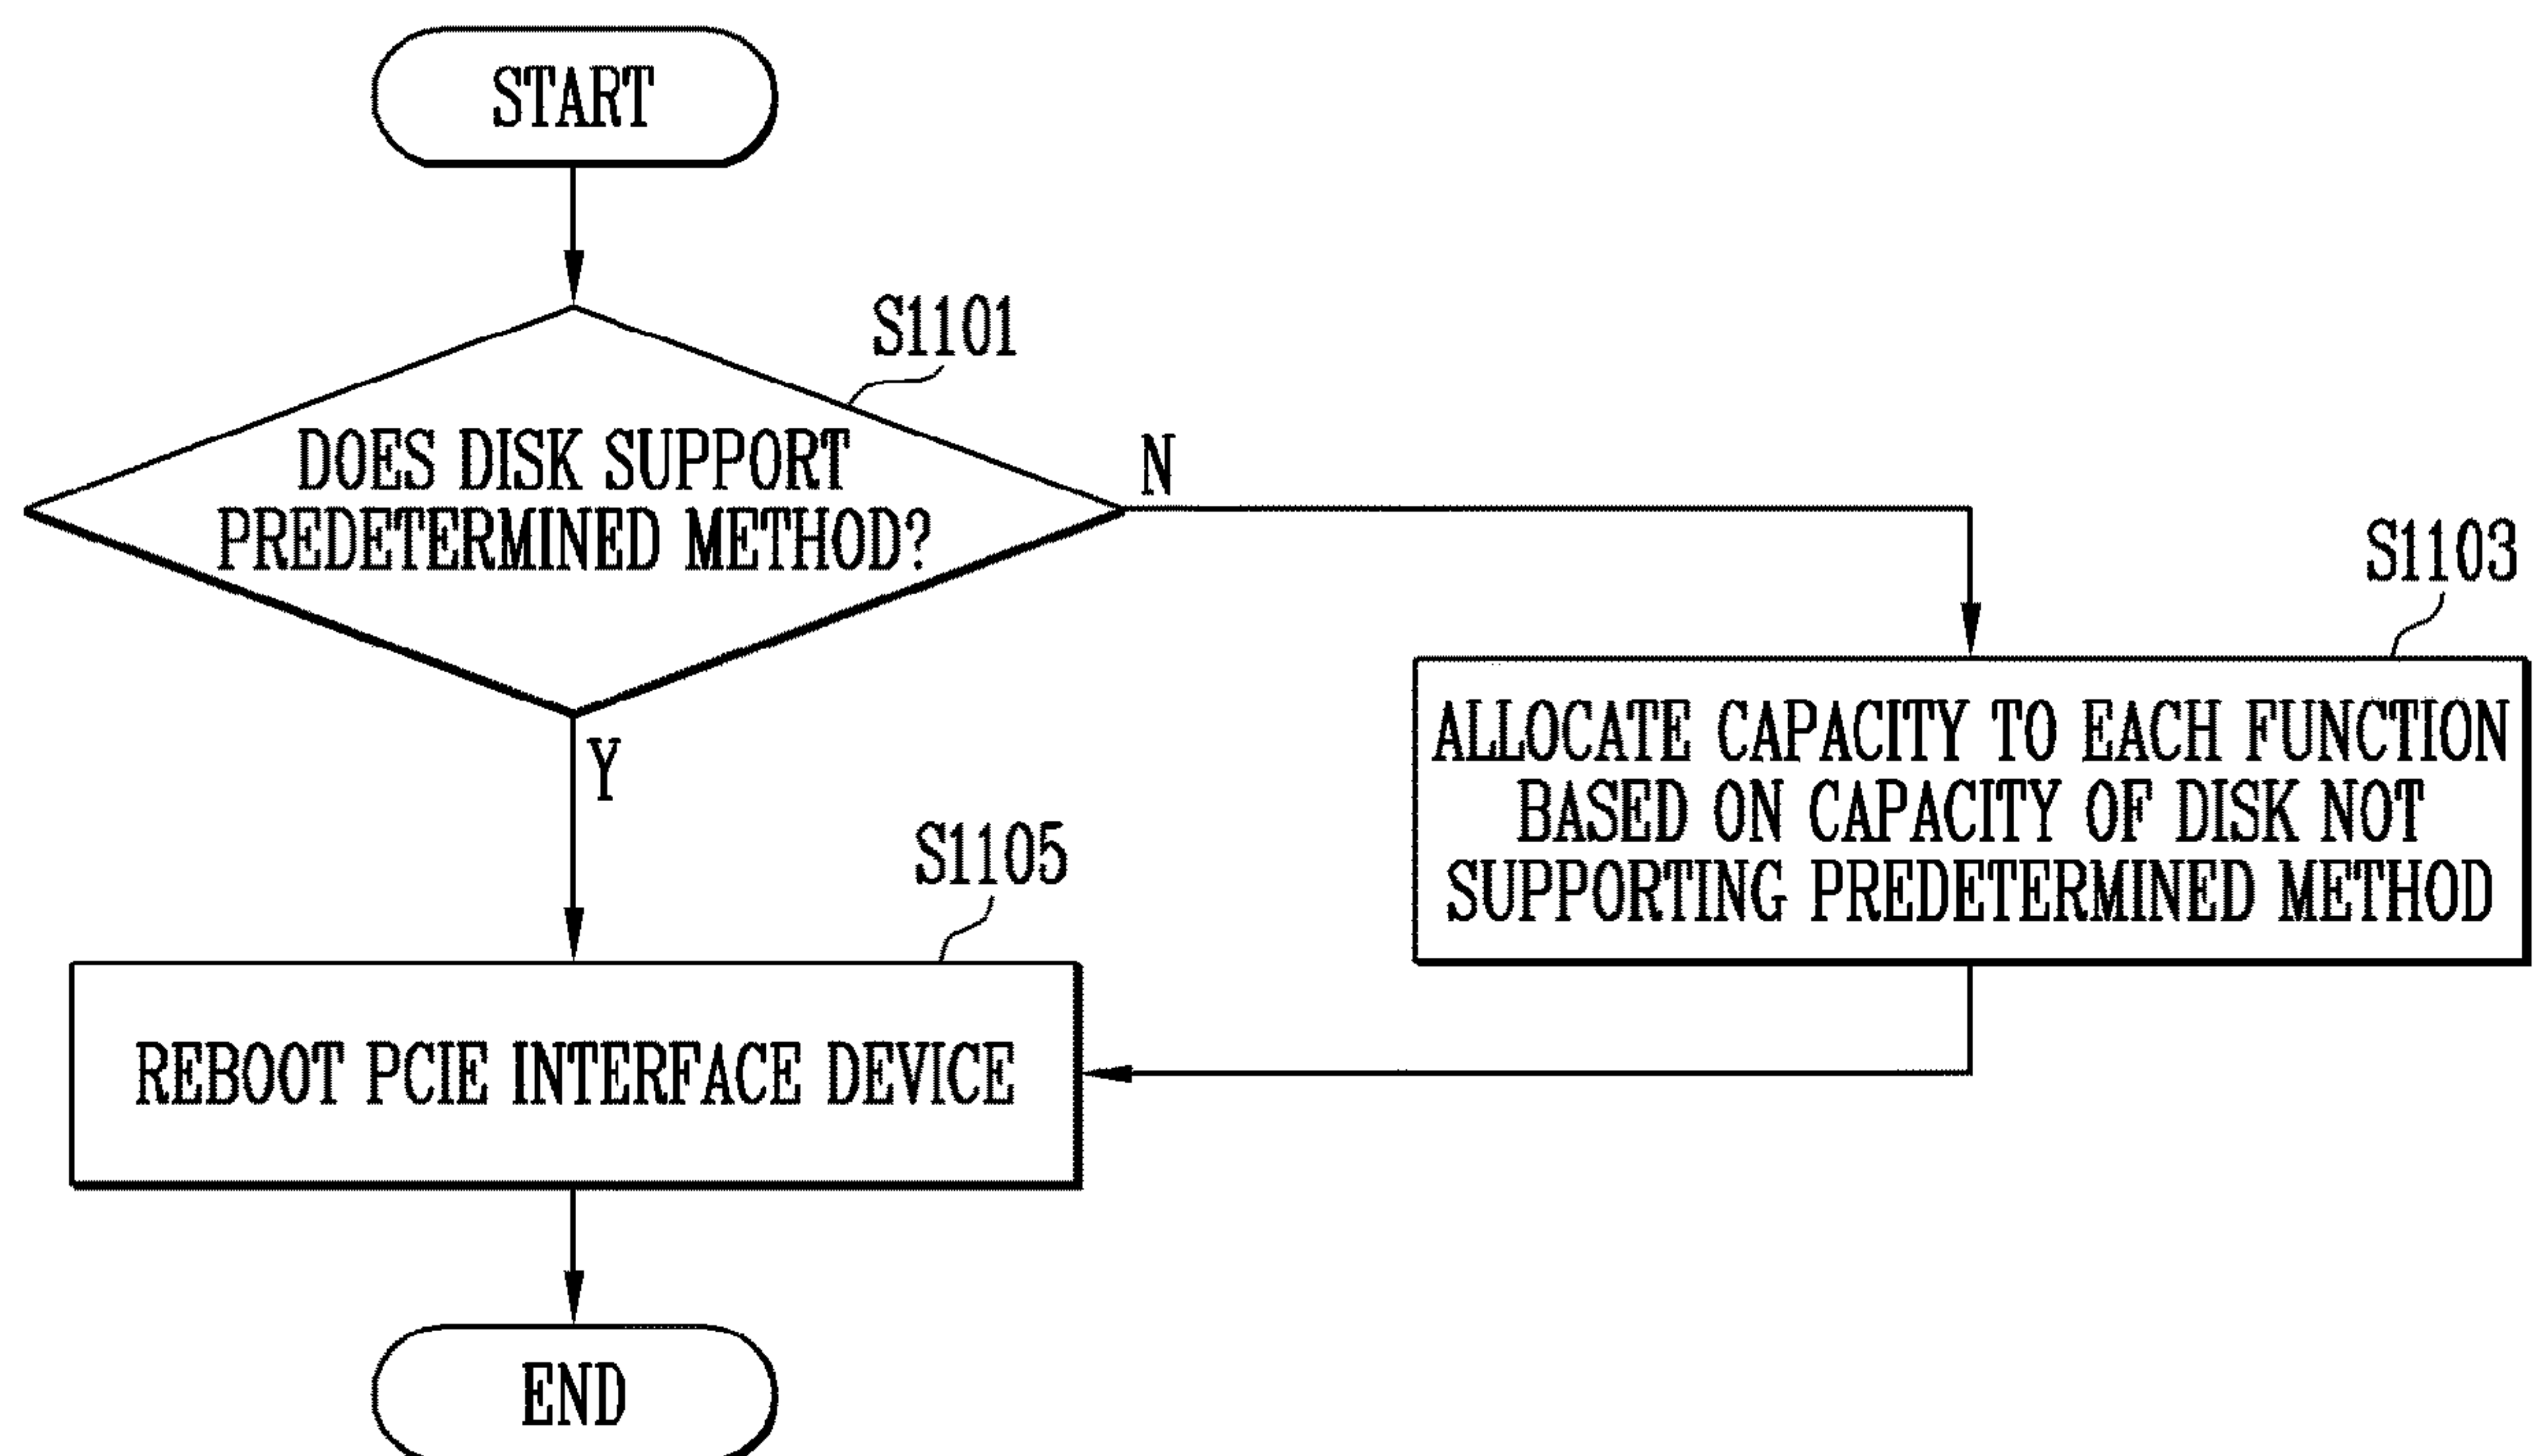 START
S1101
DOES DISK SUPPORT
PREDETERMINED METHOD?
N
Y
S1103
ALLOCATE CAPACITY TO EACH FUNCTION
BASED ON CAPACITY OF DISK NOT
SUPPORTING PREDETERMINED METHOD
S1105
REBOOT PCIE INTERFACE DEVICE
END